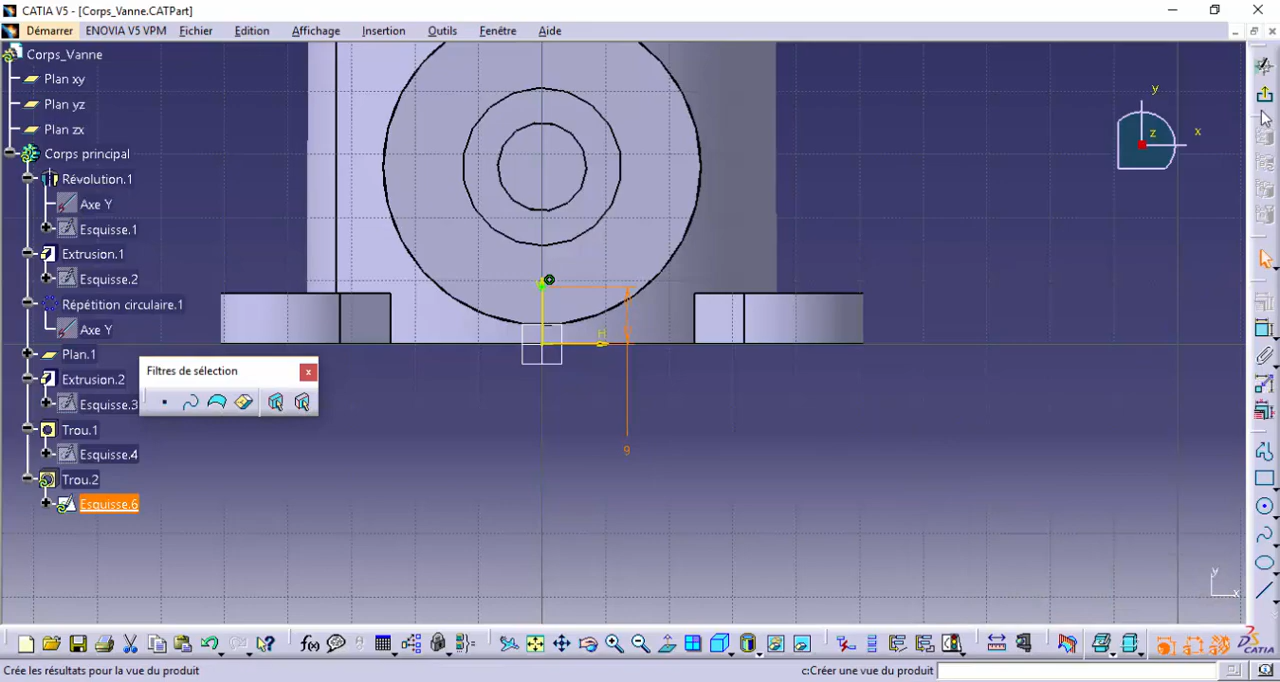 CATIA V5 - [Corps_Vanne.CATPart]
Démarrer ENOVIA V5 VPM Fichier Edition Affichage Insertion Outils Fenêtre Aide
Corps_Vanne
Plan xy
Plan yz
Plan zx
Corps principal
Révolution.1
Axe Y
Esquisse.1
Extrusion.1
Esquisse.2
Répétition circulaire.1
Axe Y
Plan.1
Extrusion.2
Esquisse.3
Trou.1
Esquisse.4
Trou.2
Esquisse.6
Filtres de sélection
H
9
y
z x
y
x
f(x)
CATIA
Crée les résultats pour la vue du produit
c:Créer une vue du produit